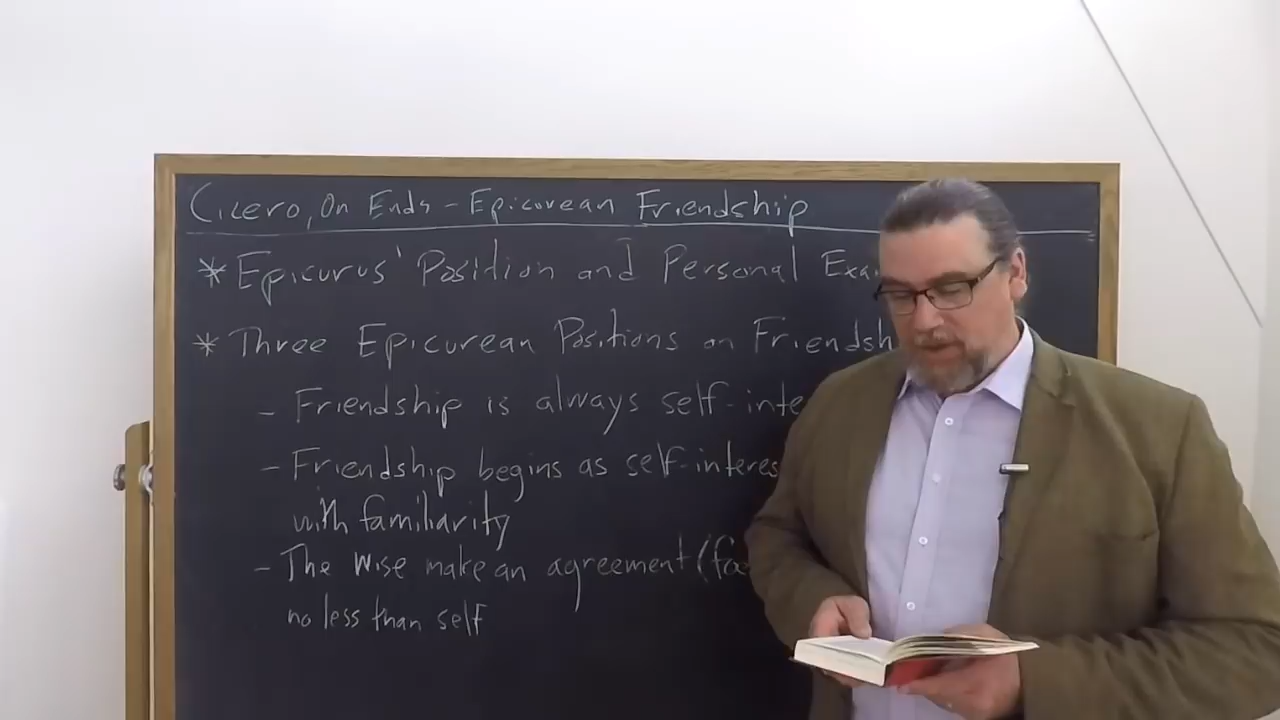 Cicero, On Ends - Epicurean Friendship
* Epicurus' Position and Personal Exa
* Three Epicurean Positions on Friendsh
- Friendship is always self-inte
- Friendship begins as self-interes
with familiarity
- The wise make an agreement (foe
no less than self